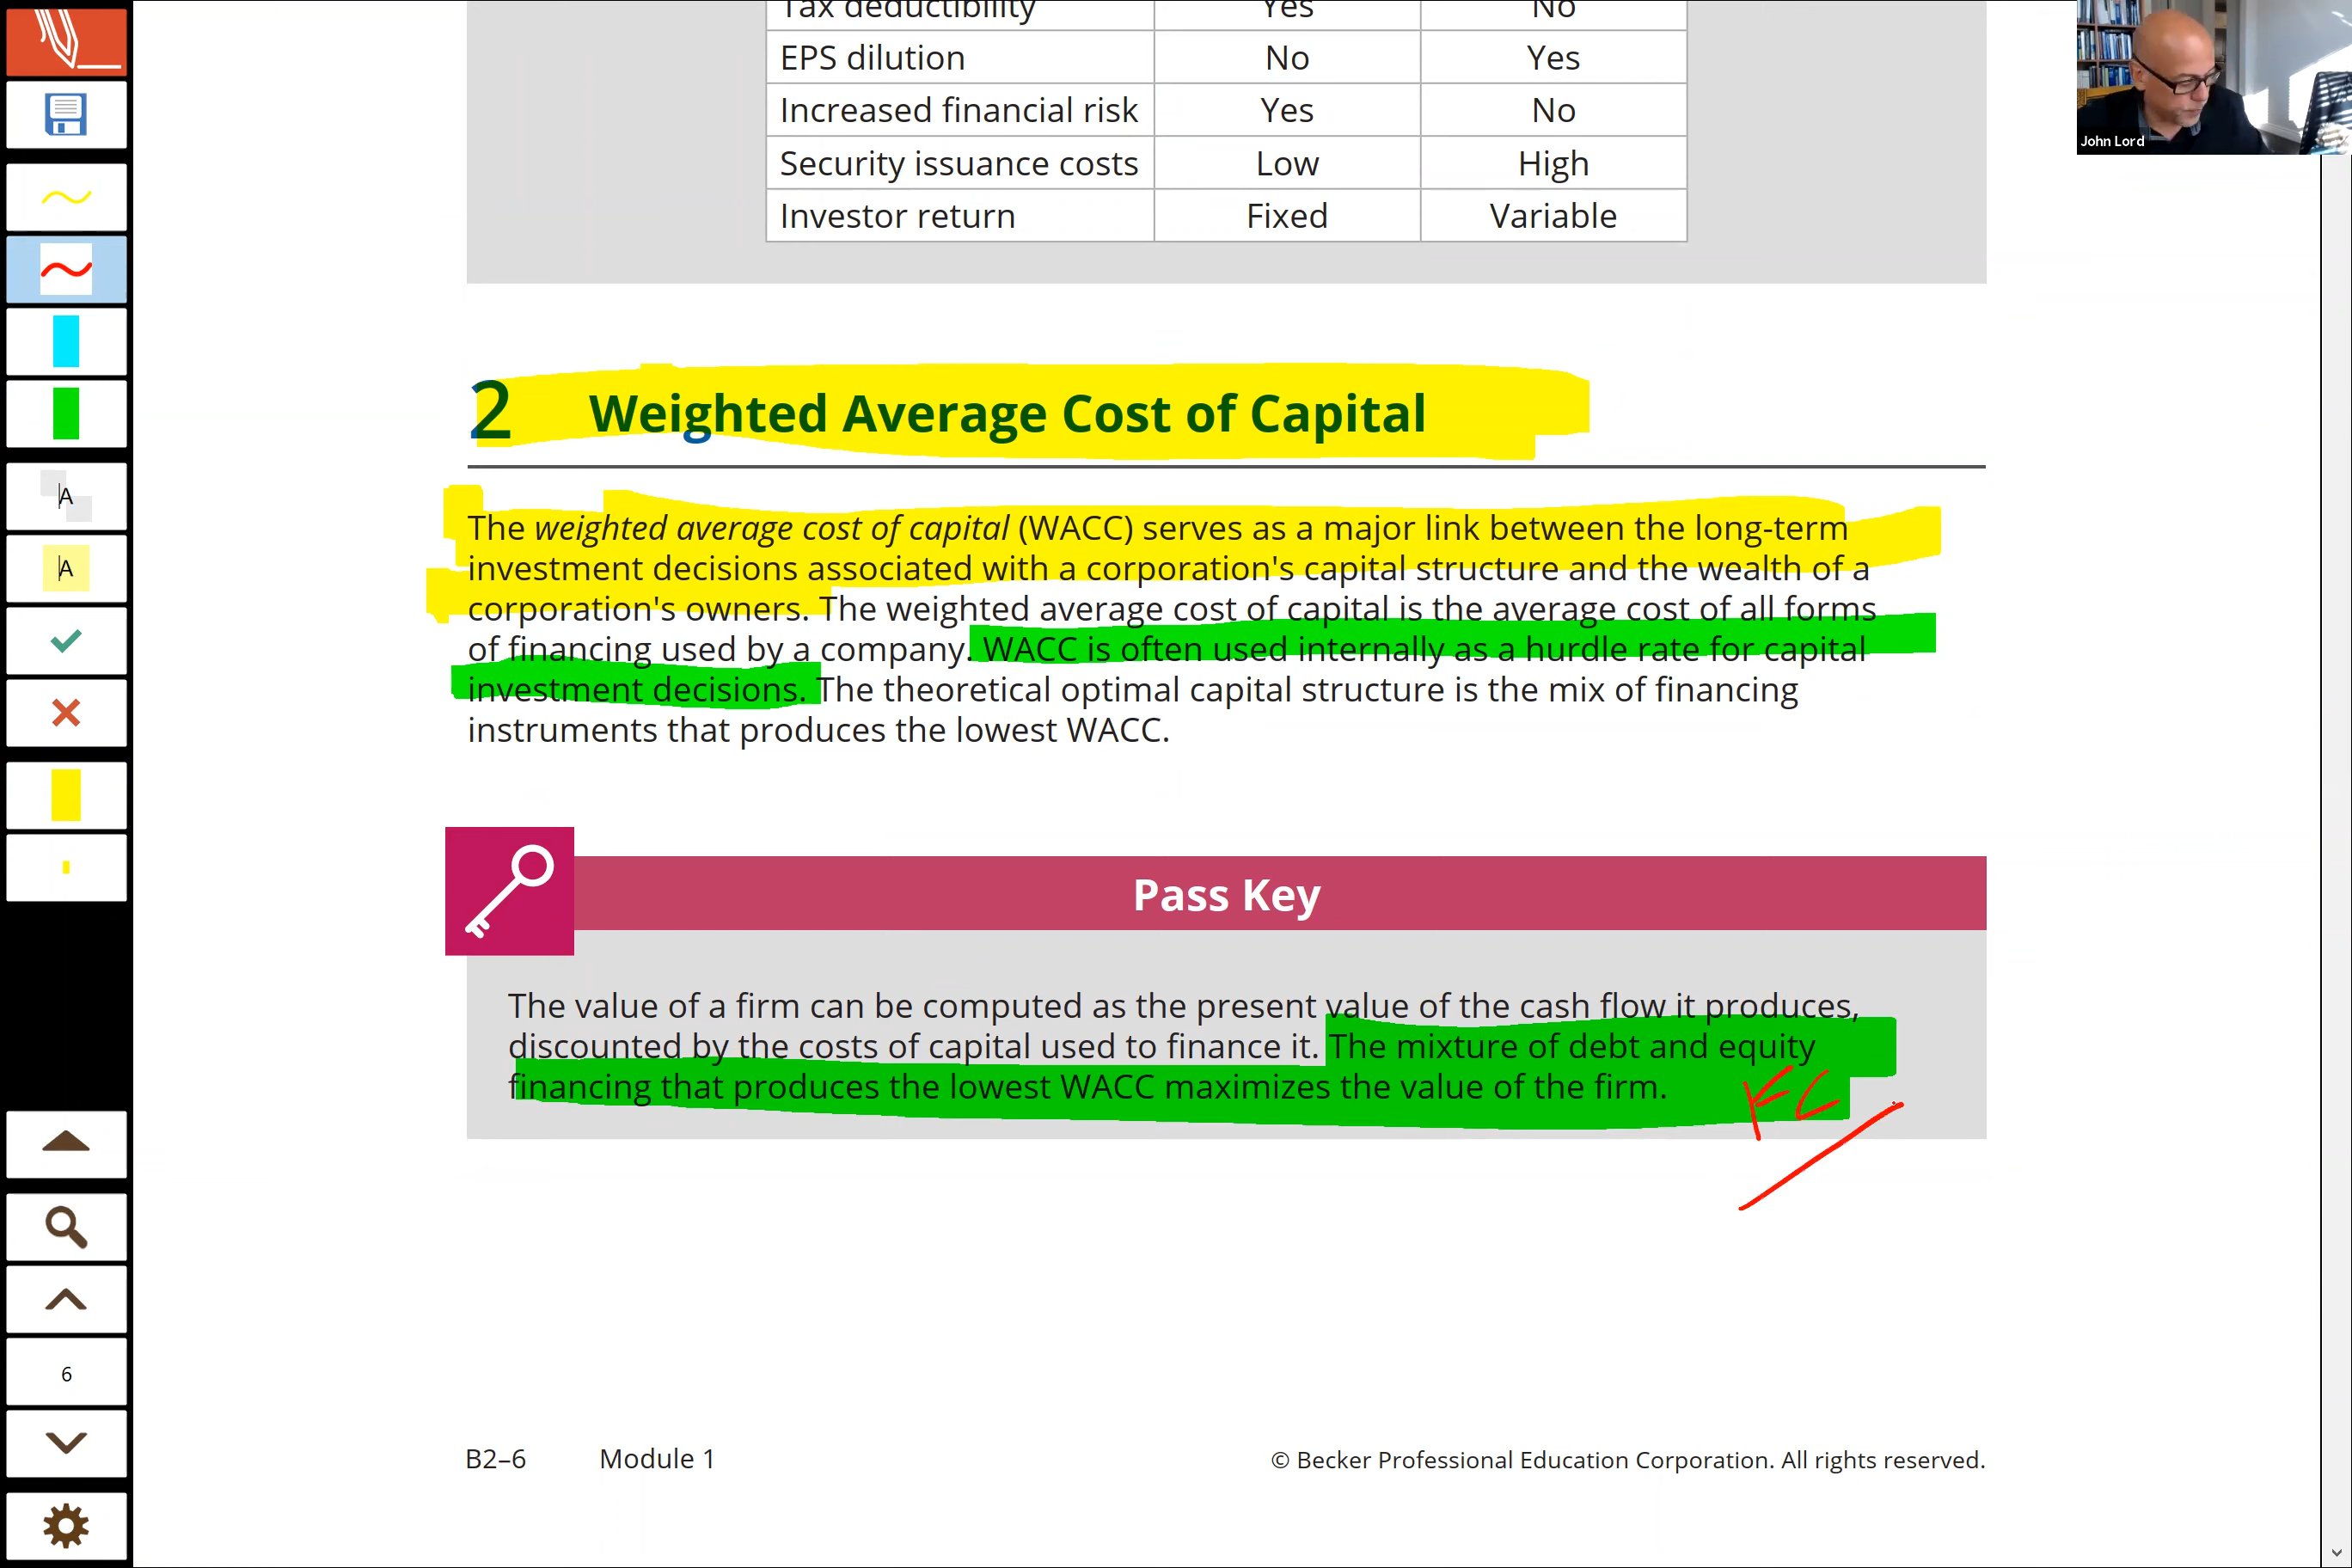 Tax deductibility Yes No
John Lord
EPS dilution No Yes
Increased financial risk Yes No
Security issuance costs Low High
Investor return Fixed Variable
2 Weighted Average Cost of Capital
The weighted average cost of capital (WACC) serves as a major link between the long-term
investment decisions associated with a corporation's capital structure and the wealth of a
corporation's owners. The weighted average cost of capital is the average cost of all forms
of financing used by a company. WACC is often used internally as a hurdle rate for capital
investment decisions. The theoretical optimal capital structure is the mix of financing
instruments that produces the lowest WACC.
A
A
Pass Key
The value of a firm can be computed as the present value of the cash flow it produces,
discounted by the costs of capital used to finance it. The mixture of debt and equity
financing that produces the lowest WACC maximizes the value of the firm.
6
B2–6 Module 1 © Becker Professional Education Corporation. All rights reserved.